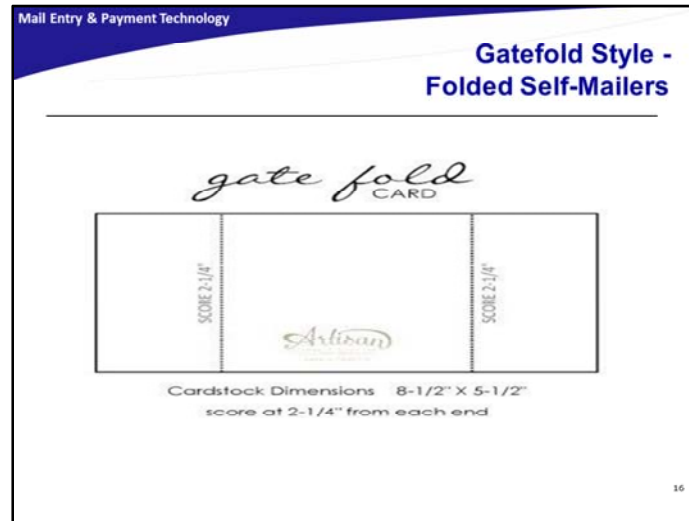 Mail Entry & Payment Technology
Gatefold Style -
Folded Self-Mailers
gate fold
CARD
SCORE 2-1/4"
SCORE 2-1/4"
Artisan
Cardstock Dimensions 8-1/2" X 5-1/2"
score at 2-1/4" from each end
16